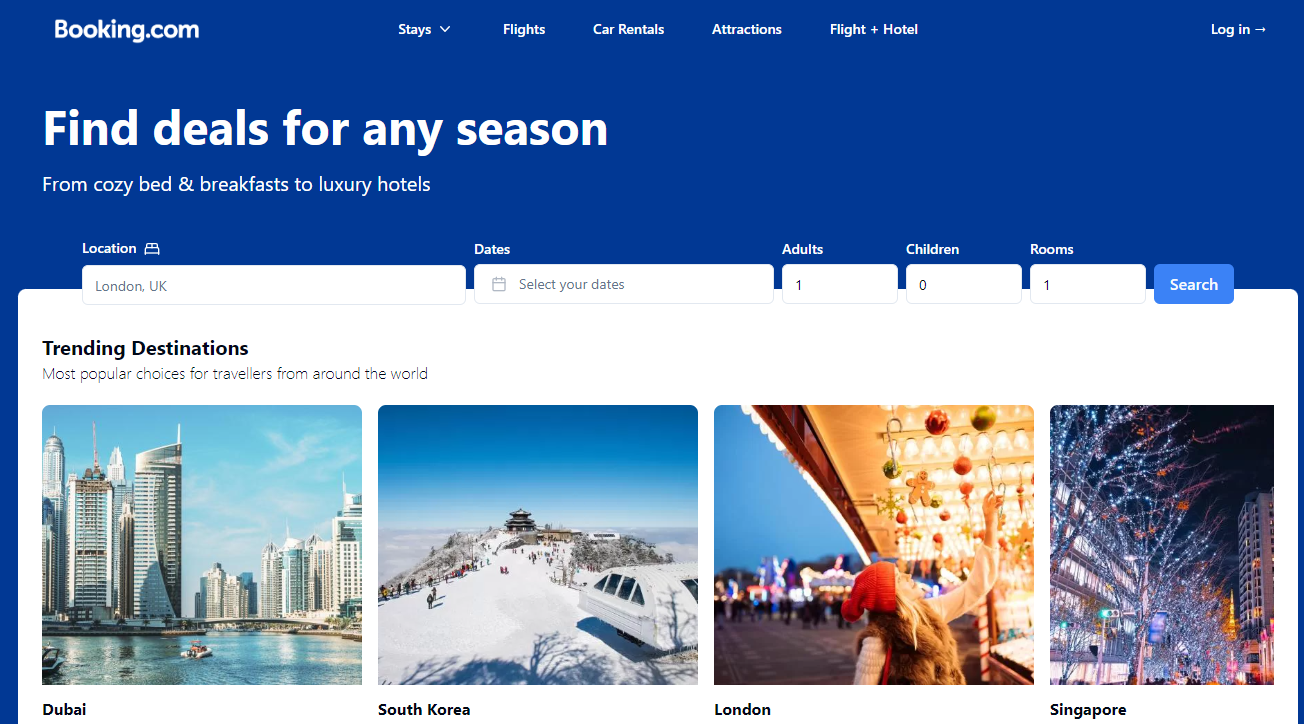 Booking.com
Stays
Flights
Car Rentals
Attractions
Flight + Hotel
Log in →
Find deals for any season
From cozy bed & breakfasts to luxury hotels
Location
Dates
Adults
Children
Rooms
London, UK
Select your dates
1
0
1
Search
Trending Destinations
Most popular choices for travellers from around the world
Dubai
South Korea
London
Singapore